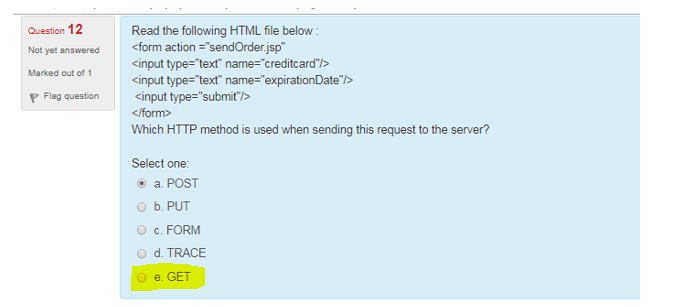 Question 12
Not yet answered
Marked out of 1
Flag question
Read the following HTML file below :
<form action ="sendOrder.jsp"
<input type="text" name="creditcard"/>
<input type="text" name="expirationDate"/>
<input type="submit"/>
</form>
Which HTTP method is used when sending this request to the server?
Select one:
a. POST
b. PUT
c. FORM
d. TRACE
e. GET